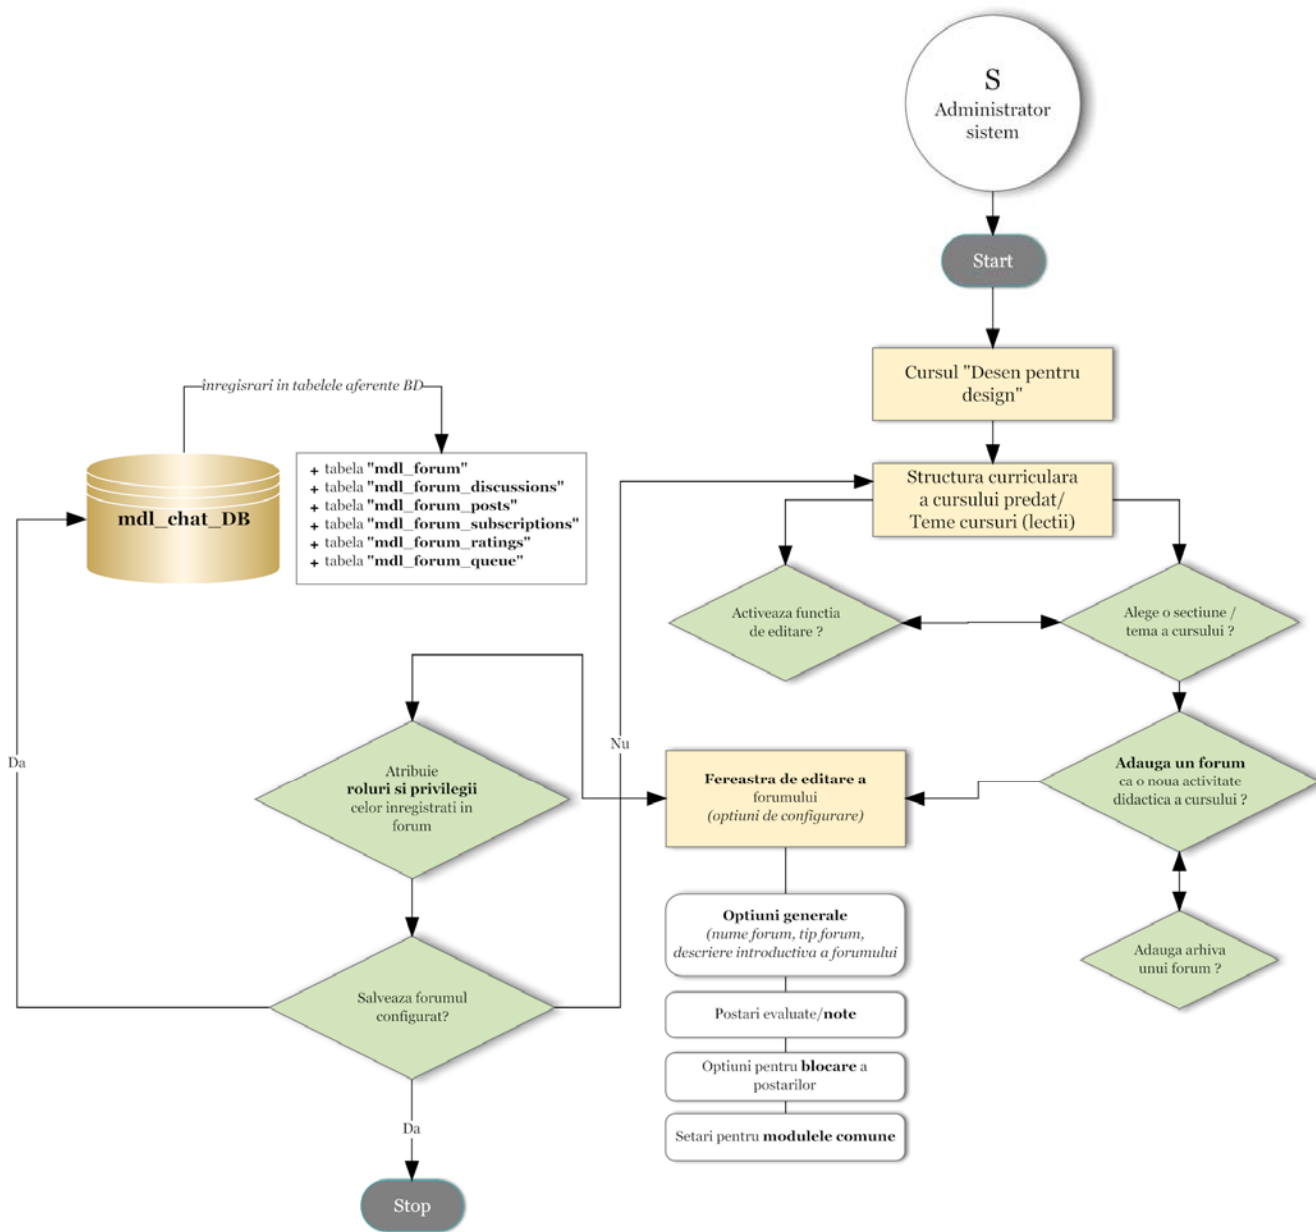 S
Administrator
sistem
Start
Cursul "Desen pentru
design"
inregisrari in tabelele aferente BD
mdl_chat_DB
+ tabela "mdl_forum"
+ tabela "mdl_forum_discussions"
+ tabela "mdl_forum_posts"
+ tabela "mdl_forum_subscriptions"
+ tabela "mdl_forum_ratings"
+ tabela "mdl_forum_queue"
Structura curriculara
a cursului predat/
Teme cursuri (lectii)
Activeaza functia
de editare ?
Alege o sectiune /
tema a cursului ?
Da
Nu
Atribuie
roluri si privilegii
celor inregistrati in
forum
Fereastra de editare a
forumului
(optiuni de configurare)
Adauga un forum
ca o noua activitate
didactica a cursului ?
Optiuni generale
(nume forum, tip forum,
descriere introductiva a forumului
Adauga arhiva
unui forum ?
Salveaza forumul
configurat?
Postari evaluate/note
Optiuni pentru blocare a
postarilor
Setari pentru modulele comune
Da
Stop